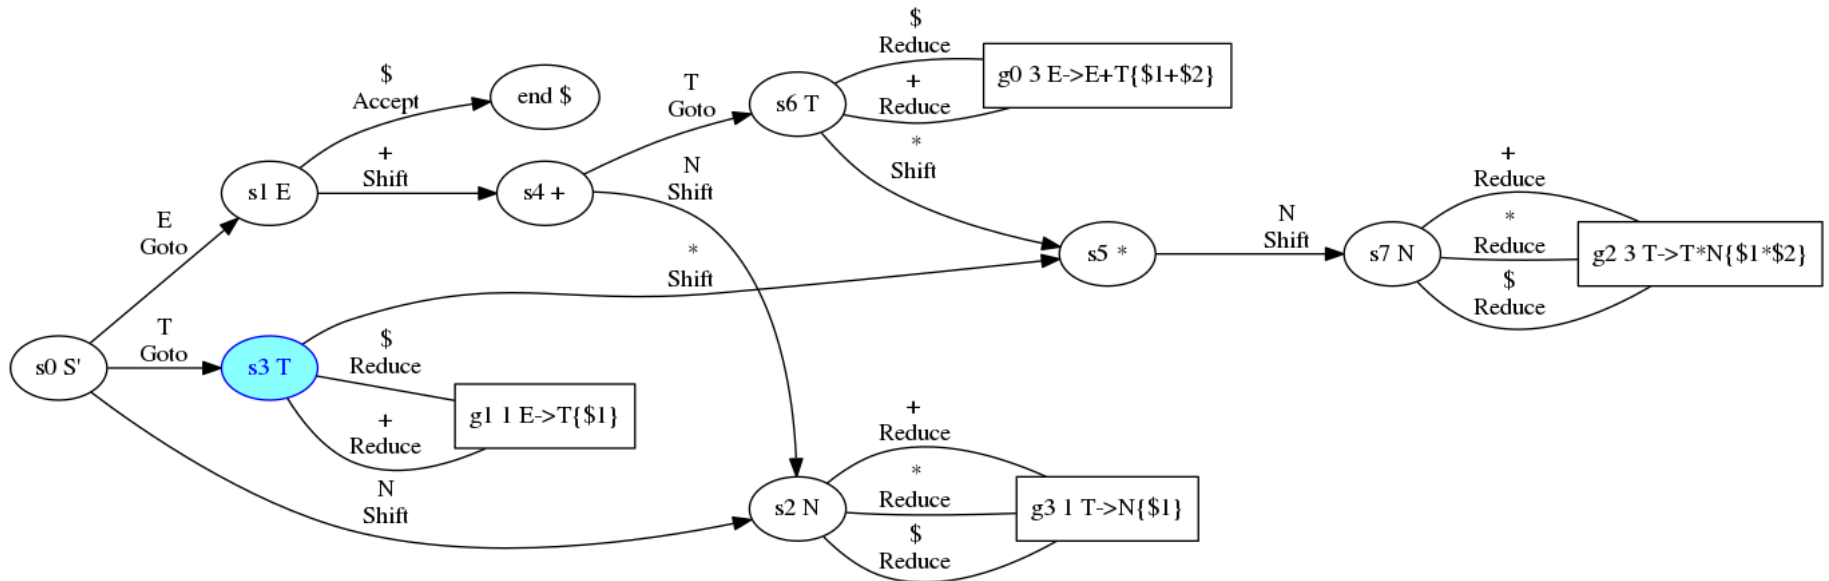 $
Accept
end $
T
Goto
s6 T
$
Reduce
+
Reduce
g0 3 E->E+T{$1+$2}
*
Shift
s1 E
+
Shift
s4 +
N
Shift
E
Goto
*
Shift
s5 *
N
Shift
s7 N
+
Reduce
*
Reduce
$
Reduce
g2 3 T->T*N{$1*$2}
s0 S'
T
Goto
s3 T
$
Reduce
+
Reduce
g1 1 E->T{$1}
N
Shift
s2 N
+
Reduce
*
Reduce
$
Reduce
g3 1 T->N{$1}